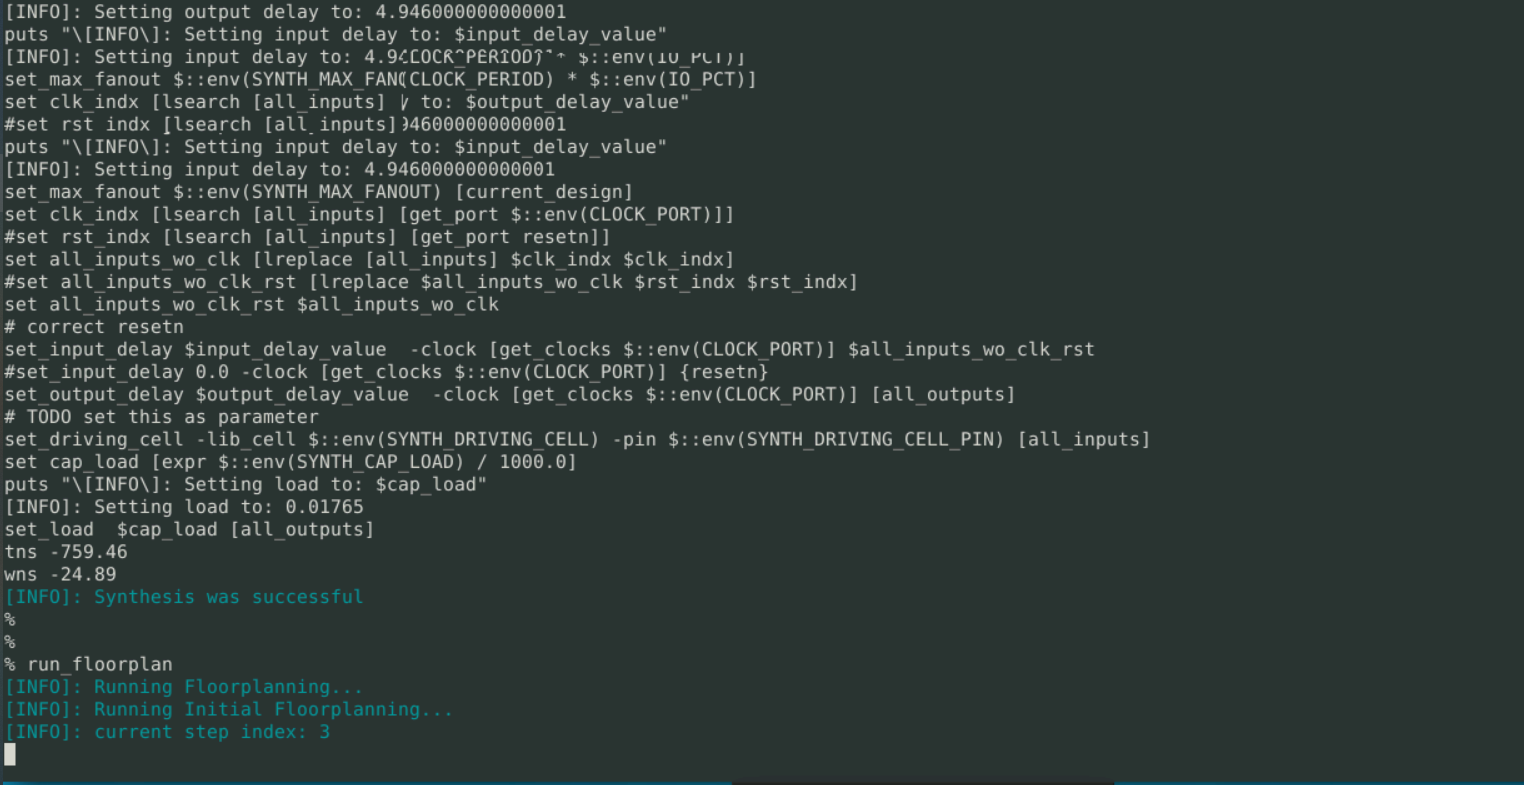 [INFO]: Setting output delay to: 4.946000000000001
puts "\[INFO\]: Setting input delay to: $input_delay_value"
[INFO]: Setting input delay to: 4.94 CLOCK_PERIOD) * $::env(IO_PCT)]
set_max_fanout $::env(SYNTH_MAX_FAN(CLOCK_PERIOD) * $::env(IO_PCT)]
set clk_indx [lsearch [all_inputs] y to: $output_delay_value"
#set rst_indx [lsearch [all_inputs] 946000000000001
puts "\[INFO\]: Setting input delay to: $input_delay_value"
[INFO]: Setting input delay to: 4.946000000000001
set_max_fanout $::env(SYNTH_MAX_FANOUT) [current_design]
set clk_indx [lsearch [all_inputs] [get_port $::env(CLOCK_PORT)]]
#set rst_indx [lsearch [all_inputs] [get_port resetn]]
set all_inputs_wo_clk [lreplace [all_inputs] $clk_indx $clk_indx]
#set all_inputs_wo_clk_rst [lreplace $all_inputs_wo_clk $rst_indx $rst_indx]
set all_inputs_wo_clk_rst $all_inputs_wo_clk
# correct resetn
set_input_delay $input_delay_value  -clock [get_clocks $::env(CLOCK_PORT)] $all_inputs_wo_clk_rst
#set_input_delay 0.0 -clock [get_clocks $::env(CLOCK_PORT)] {resetn}
set_output_delay $output_delay_value  -clock [get_clocks $::env(CLOCK_PORT)] [all_outputs]
# TODO set this as parameter
set_driving_cell -lib_cell $::env(SYNTH_DRIVING_CELL) -pin $::env(SYNTH_DRIVING_CELL_PIN) [all_inputs]
set cap_load [expr $::env(SYNTH_CAP_LOAD) / 1000.0]
puts "\[INFO\]: Setting load to: $cap_load"
[INFO]: Setting load to: 0.01765
set_load  $cap_load [all_outputs]
tns -759.46
wns -24.89
[INFO]: Synthesis was successful
%
%
% run_floorplan
[INFO]: Running Floorplanning...
[INFO]: Running Initial Floorplanning...
[INFO]: current step index: 3